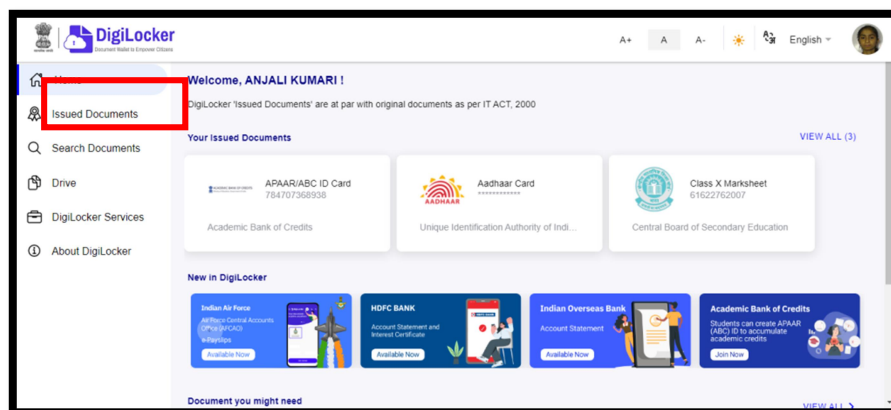 DigiLocker
Document Wallet to Empower Citizens
A+ A A- English
Home
Issued Documents
Search Documents
Drive
DigiLocker Services
About DigiLocker
Welcome, ANJALI KUMARI !
DigiLocker 'Issued Documents' are at par with original documents as per IT ACT, 2000
Your Issued Documents
VIEW ALL (3)
APAAR/ABC ID Card
784707368938
Academic Bank of Credits
AADHAAR
Aadhaar Card
************
Unique Identification Authority of Indi...
Class X Marksheet
61622762007
Central Board of Secondary Education
New in DigiLocker
Indian Air Force
Air Force Central Accounts
Office (AFCAO)
e-Payslips
Available Now
HDFC BANK
Account Statement and
Interest Certificate
Available Now
Indian Overseas Bank
Account Statement
Available Now
Academic Bank of Credits
Students can create APAAR
(ABC) ID to accumulate
academic credits
Join Now
Document you might need
VIEW ALL